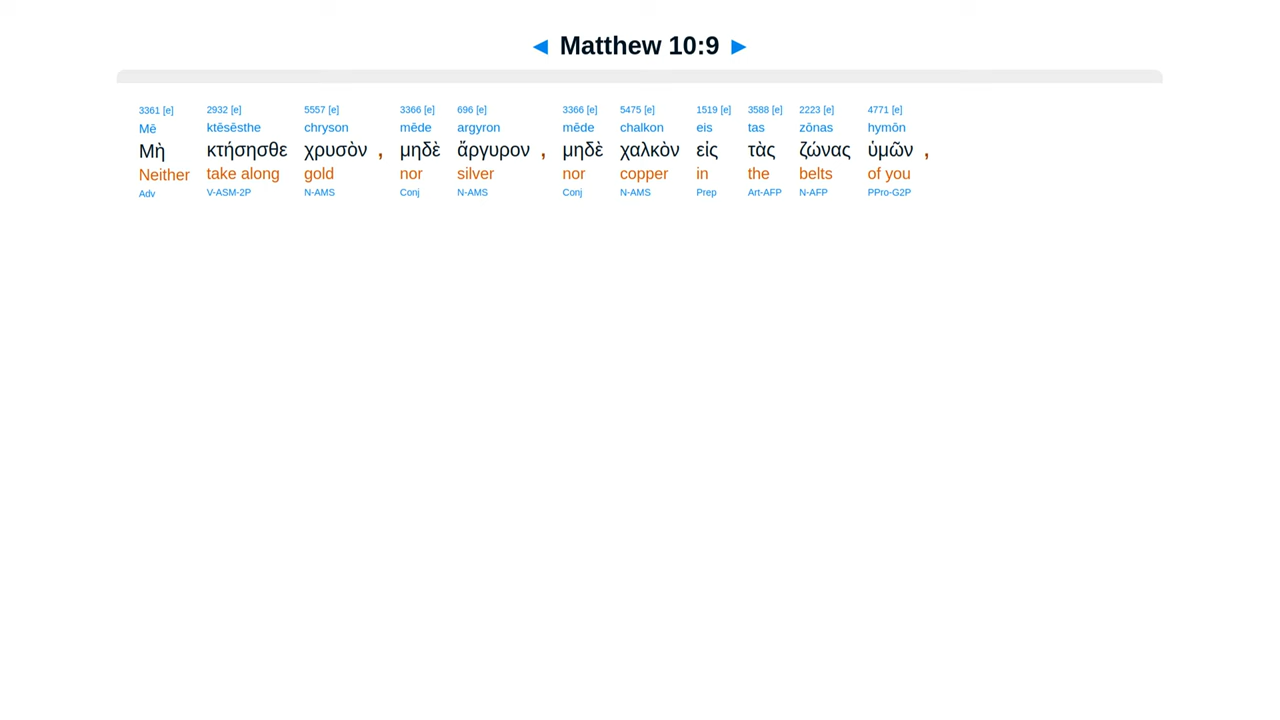 ◄ Matthew 10:9 ►
3361 [e] 2932 [e] 5557 [e] 3366 [e] 696 [e] 3366 [e] 5475 [e] 1519 [e] 3588 [e] 2223 [e] 4771 [e]
Mē ktēsēsthe chryson mēde argyron mēde chalkon eis tas zōnas hymōn
Μὴ κτήσησθε χρυσὸν , μηδὲ ἄργυρον , μηδὲ χαλκὸν εἰς τὰς ζώνας ὑμῶν ,
Neither take along gold nor silver nor copper in the belts of you
Adv V-ASM-2P N-AMS Conj N-AMS Conj N-AMS Prep Art-AFP N-AFP PPro-G2P